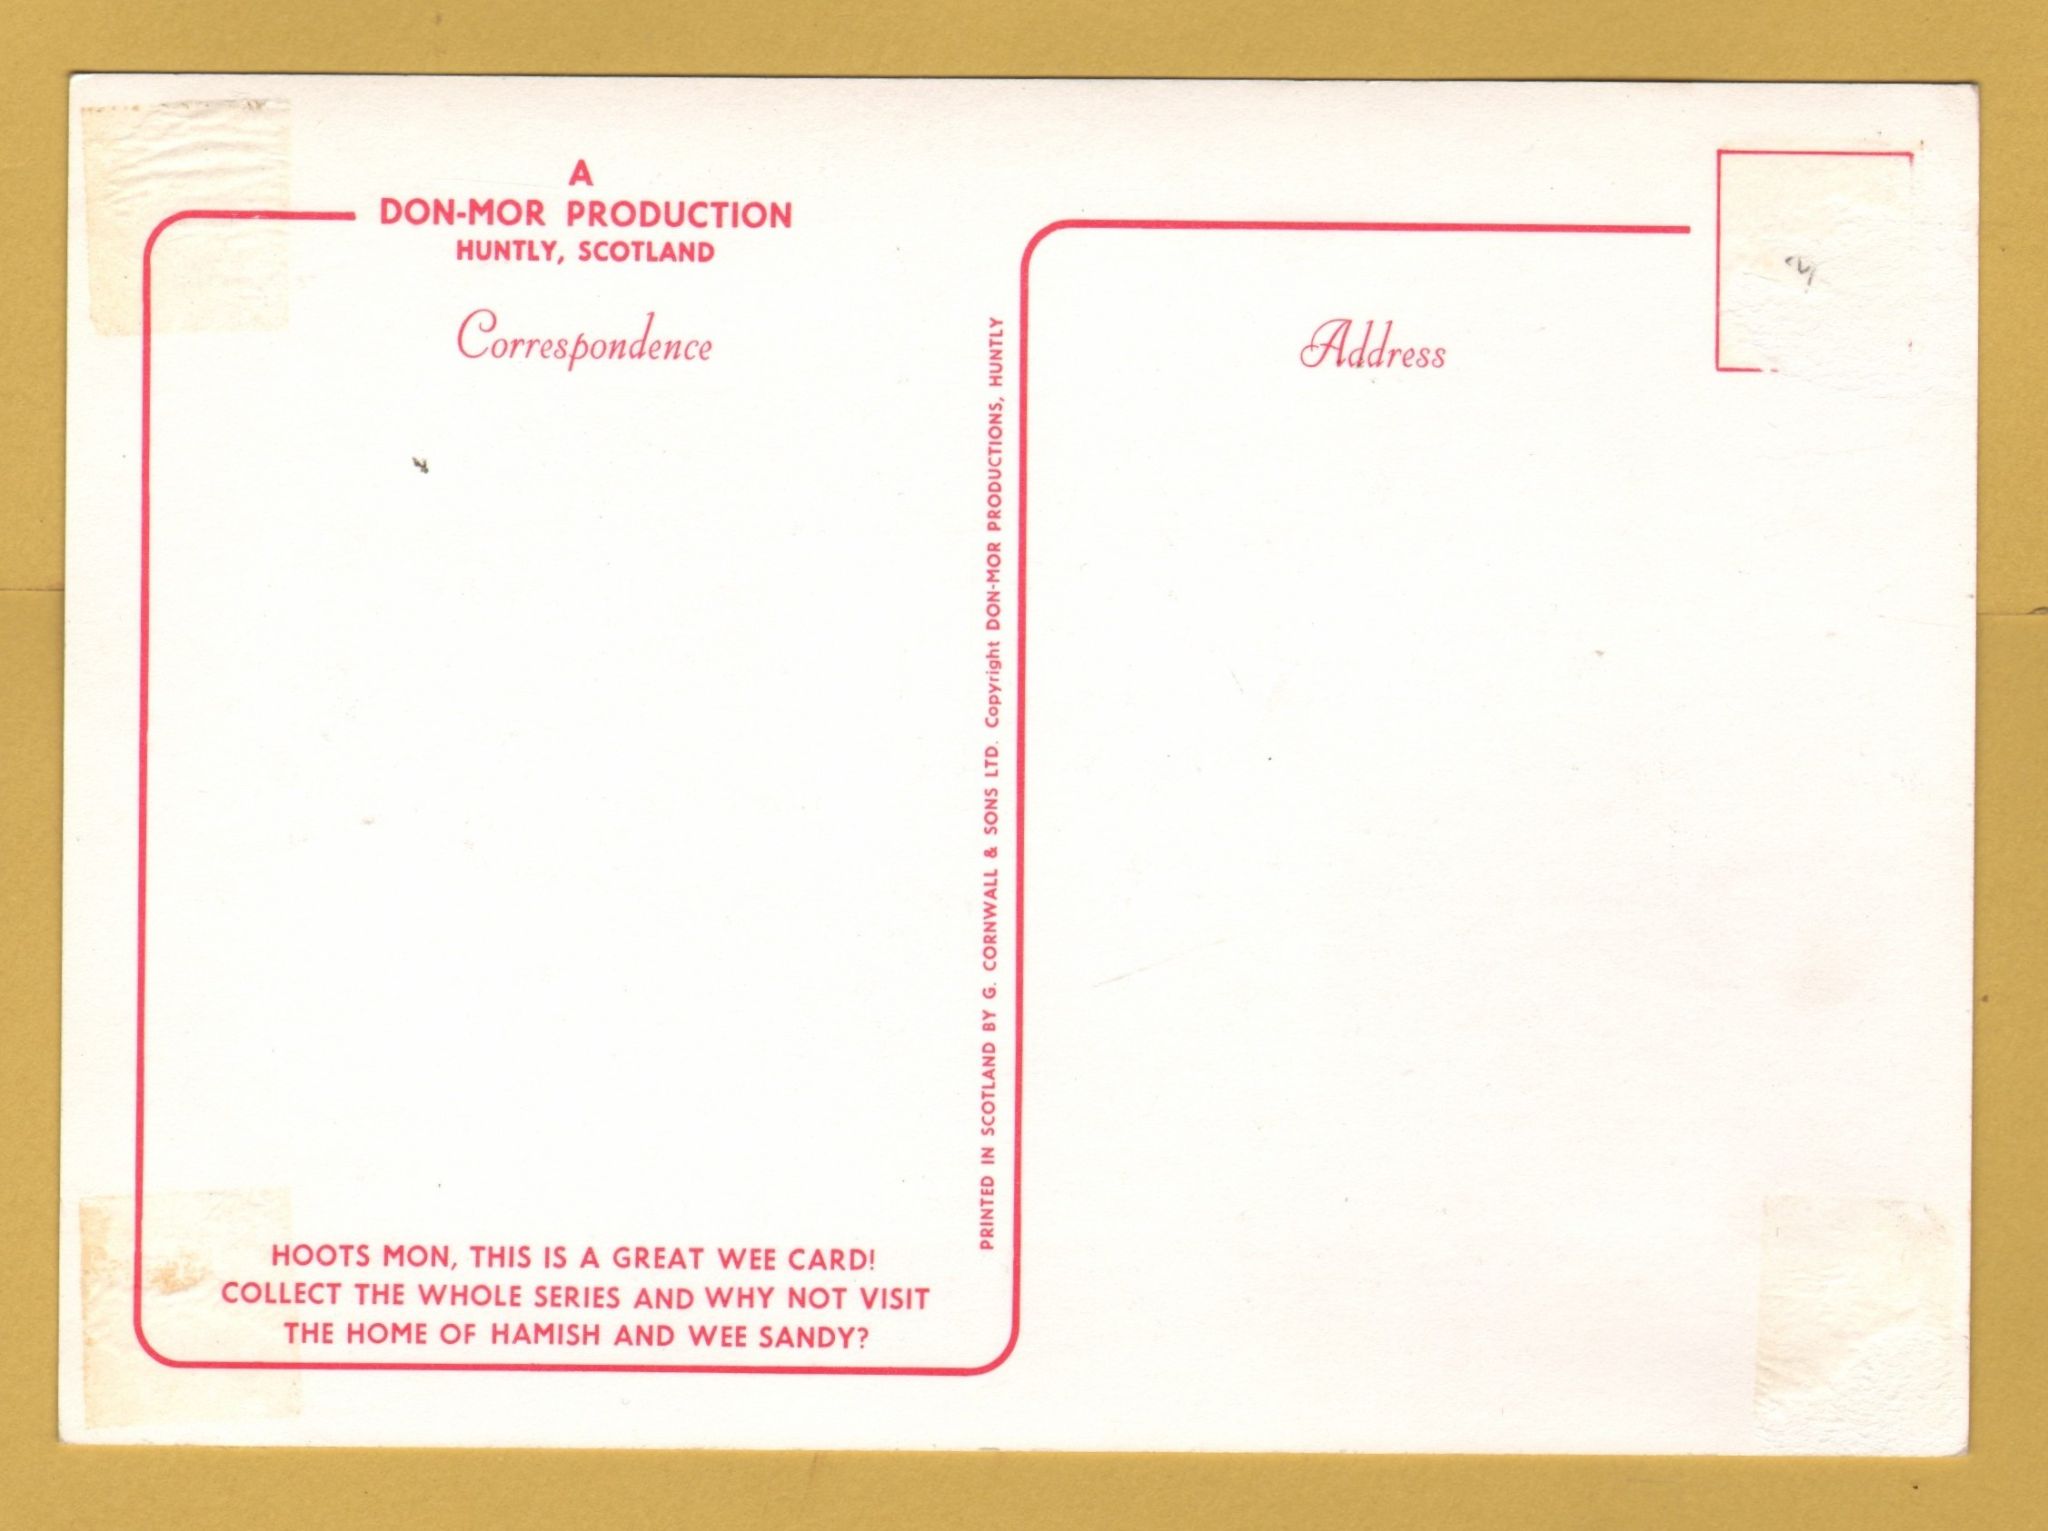 A
DON-MOR PRODUCTION
HUNTLY, SCOTLAND
Correspondence
Address
PRINTED IN SCOTLAND BY G. CORNWALL & SONS LTD. Copyright DON-MOR PRODUCTIONS, HUNTLY
HOOTS MON, THIS IS A GREAT WEE CARD!
COLLECT THE WHOLE SERIES AND WHY NOT VISIT
THE HOME OF HAMISH AND WEE SANDY?